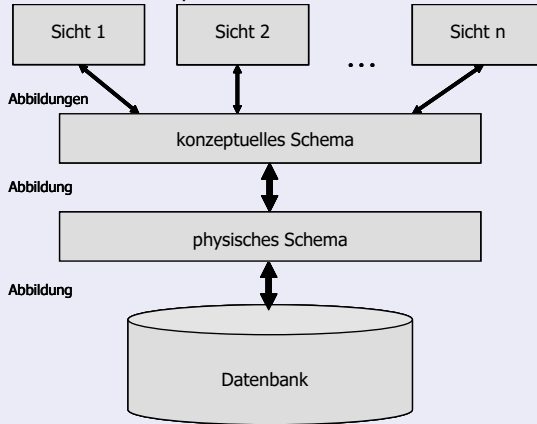 Sicht 1
Sicht 2
...
Sicht n
Abbildungen
konzeptuelles Schema
Abbildung
physisches Schema
Abbildung
Datenbank